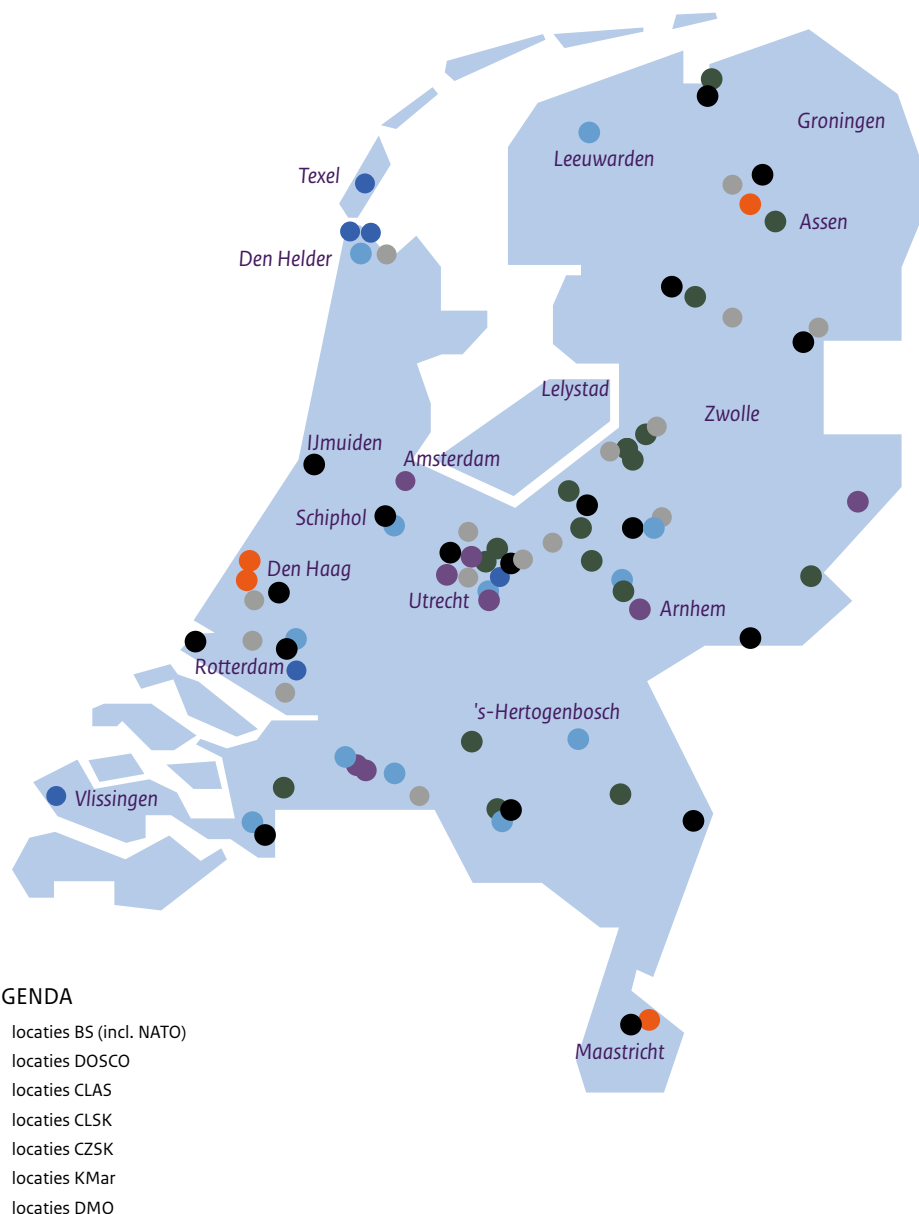 Groningen
Leeuwarden
Texel
Assen
Den Helder
Lelystad
Zwolle
IJmuiden
Amsterdam
Schiphol
Den Haag
Utrecht
Arnhem
Rotterdam
's-Hertogenbosch
Vlissingen
GENDA
locaties BS (incl. NATO)
locaties DOSCO
locaties CLAS
locaties CLSK
locaties CZSK
locaties KMar
locaties DMO
Maastricht